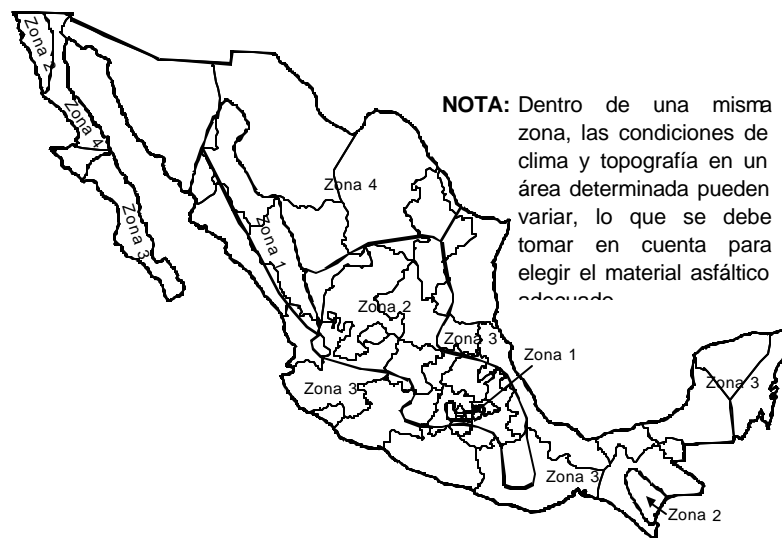 Zona 2
Zona 4
Zona 3
Zona 1
Zona 4
NOTA: Dentro de una misma
zona, las condiciones de
clima y topografía en un
área determinada pueden
variar, lo que se debe
tomar en cuenta para
elegir el material asfáltico
Zona 2
Zona 3
Zona 1
Zona 3
Zona 3
Zona 3
Zona 2